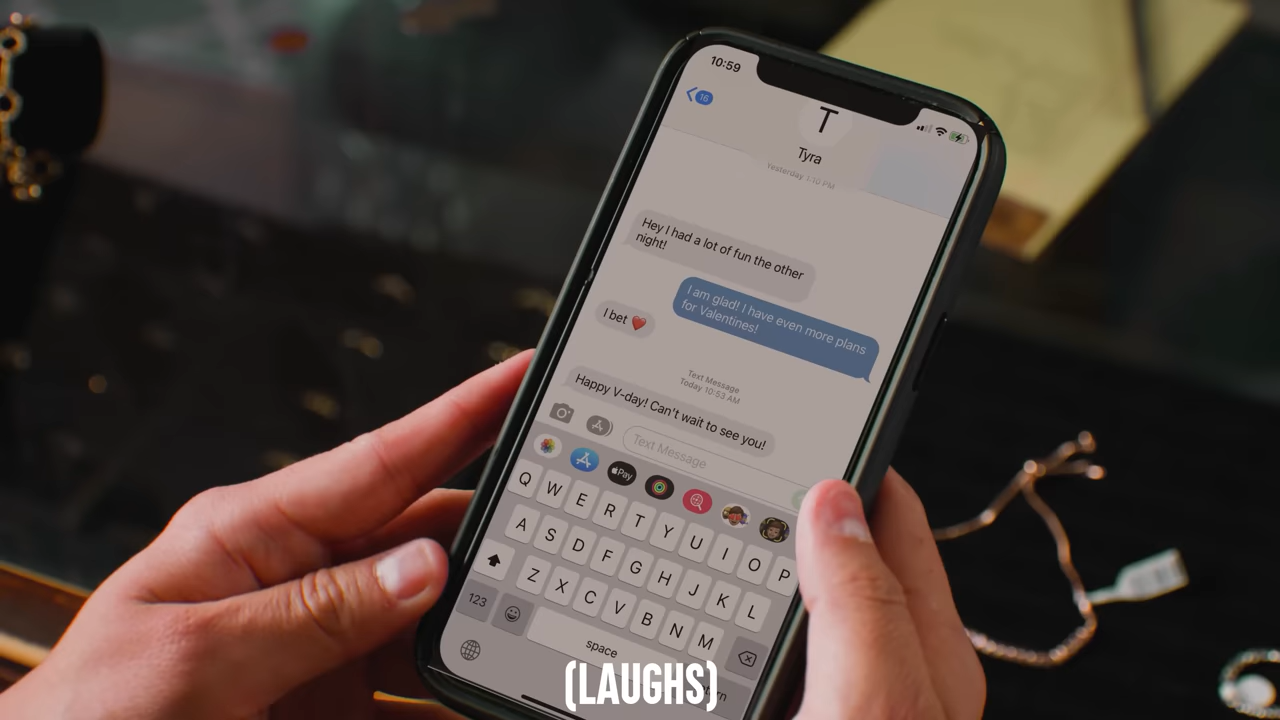 10:59
16
T
Tyra
Yesterday 1:10 PM
Hey I had a lot of fun the other
night!
I am glad! I have even more plans
for Valentines!
I bet ❤️
Text Message
Today 10:53 AM
Happy V-day! Can't wait to see you!
Text Message
Pay
Q W E R T Y U I O P
A S D F G H J K L
Z X C V B N M
123
space
(LAUGHS)